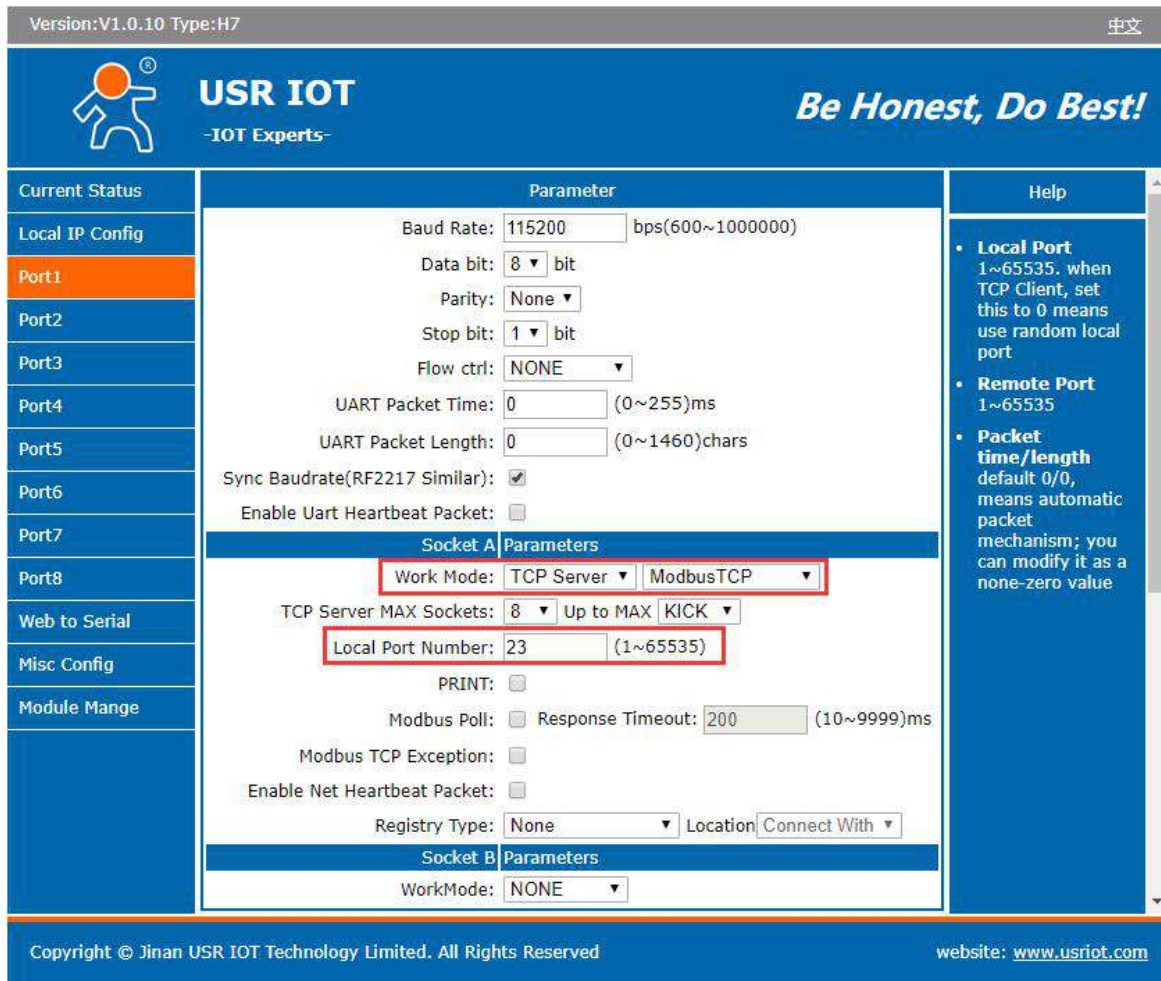 Version:V1.0.10 Type:H7
中文
®
USR IOT
-IOT Experts-
Be Honest, Do Best!
Current Status
Local IP Config
Port1
Port2
Port3
Port4
Port5
Port6
Port7
Port8
Web to Serial
Misc Config
Module Mange
Parameter
Baud Rate: 115200 bps(600~1000000)
Data bit: 8 bit
Parity: None
Stop bit: 1 bit
Flow ctrl: NONE
UART Packet Time: 0 (0~255)ms
UART Packet Length: 0 (0~1460)chars
Sync Baudrate(RF2217 Similar):
Enable Uart Heartbeat Packet:
Socket A Parameters
Work Mode: TCP Server ModbusTCP
TCP Server MAX Sockets: 8 Up to MAX KICK
Local Port Number: 23 (1~65535)
PRINT:
Modbus Poll: Response Timeout: 200 (10~9999)ms
Modbus TCP Exception:
Enable Net Heartbeat Packet:
Registry Type: None Location Connect With
Socket B Parameters
WorkMode: NONE
Help
• Local Port
1~65535. when
TCP Client, set
this to 0 means
use random local
port
• Remote Port
1~65535
• Packet
time/length
default 0/0,
means automatic
packet
mechanism; you
can modify it as a
none-zero value
Copyright © Jinan USR IOT Technology Limited. All Rights Reserved
website: www.usriot.com